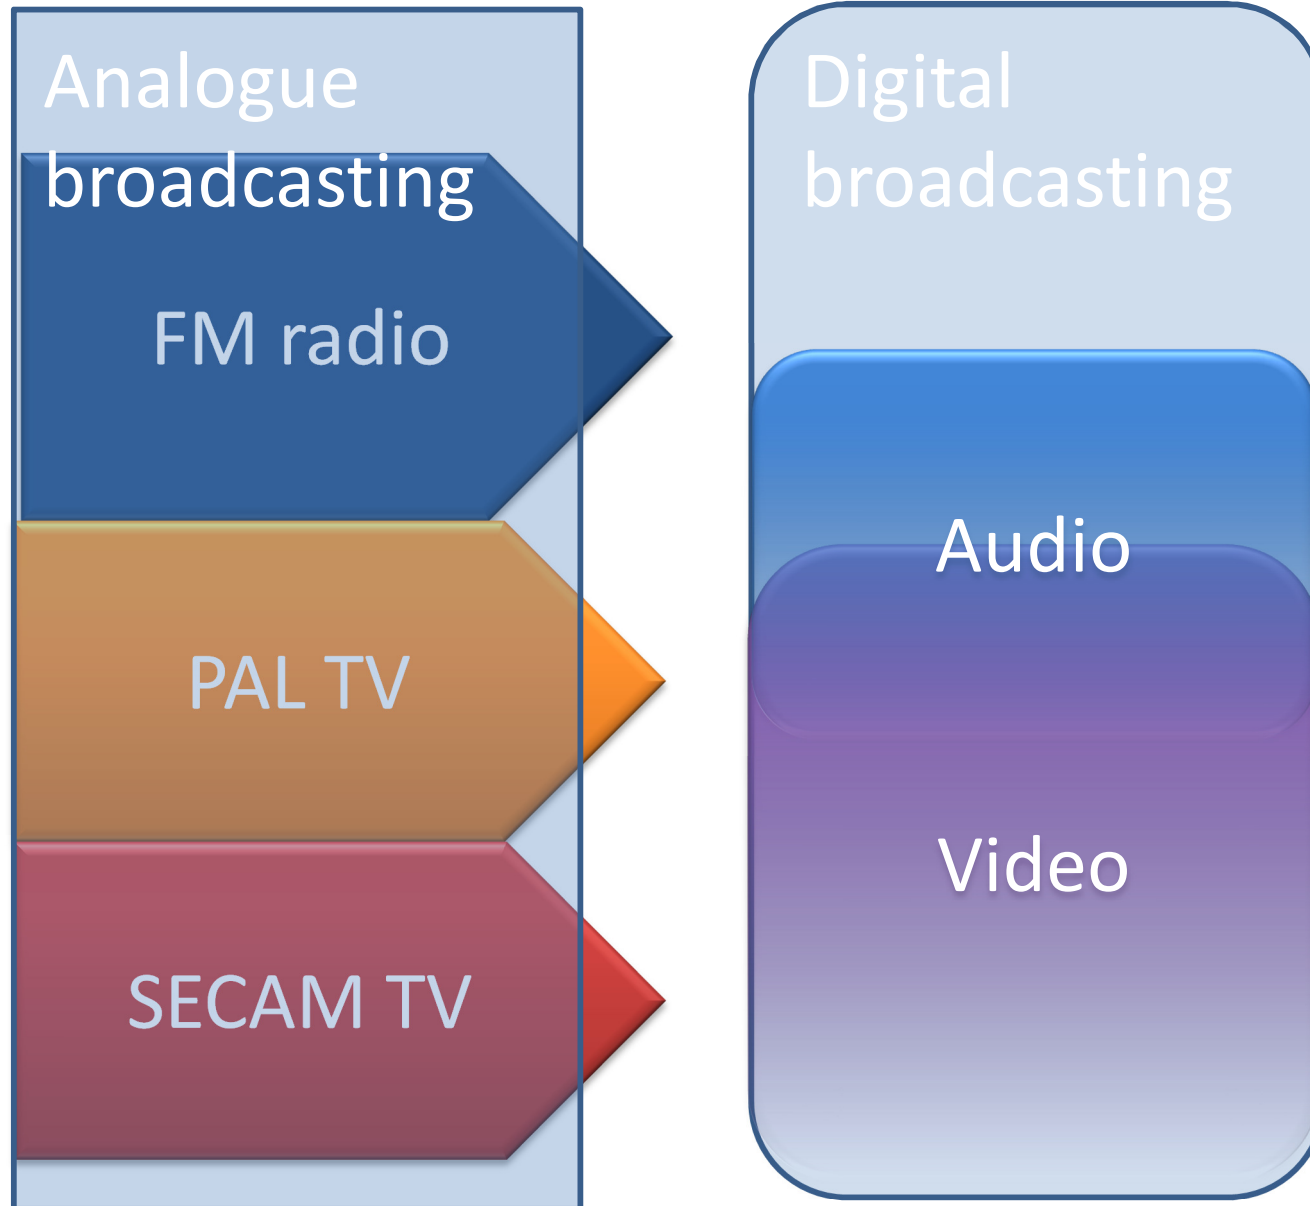 Analogue
broadcasting
FM radio
PAL TV
SECAM TV
Digital
broadcasting
Audio
Video